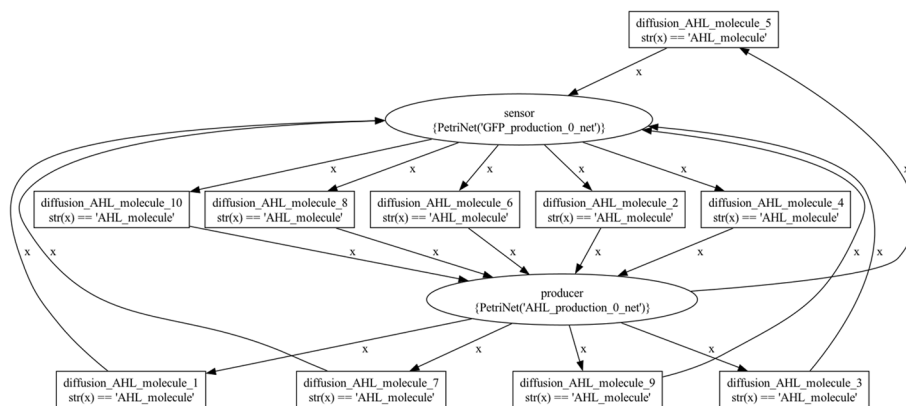 diffusion_AHL_molecule_5
str(x) == 'AHL_molecule'
x
sensor
{PetriNet('GFP_production_0_net')}
x
x
x
x
x
x
diffusion_AHL_molecule_10
str(x) == 'AHL_molecule'
diffusion_AHL_molecule_8
str(x) == 'AHL_molecule'
diffusion_AHL_molecule_6
str(x) == 'AHL_molecule'
diffusion_AHL_molecule_2
str(x) == 'AHL_molecule'
diffusion_AHL_molecule_4
str(x) == 'AHL_molecule'
x
x
x
x
x
x
x
x
x
producer
{PetriNet('AHL_production_0_net')}
x
x
x
x
diffusion_AHL_molecule_1
str(x) == 'AHL_molecule'
diffusion_AHL_molecule_7
str(x) == 'AHL_molecule'
diffusion_AHL_molecule_9
str(x) == 'AHL_molecule'
diffusion_AHL_molecule_3
str(x) == 'AHL_molecule'